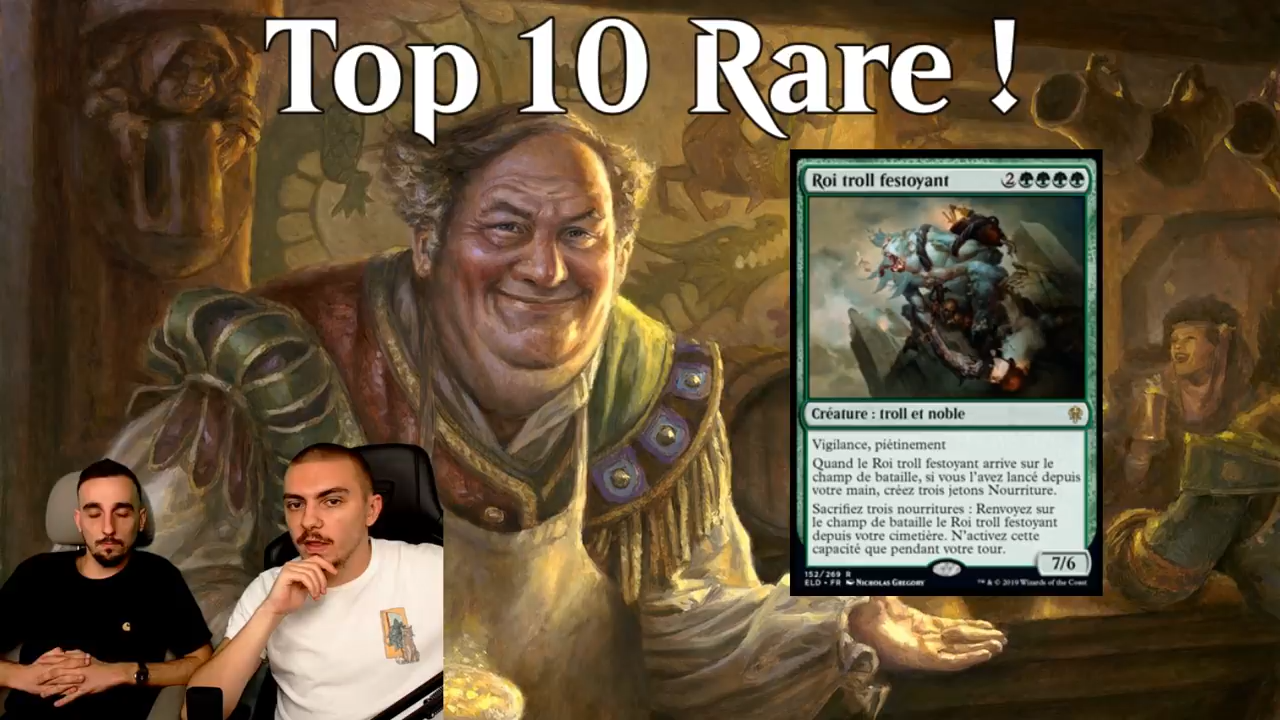 Top 10 Rare !
Roi troll festoyant 2
Créature : troll et noble
Vigilance, piétinement
Quand le Roi troll festoyant arrive sur le
champ de bataille, si vous l'avez lancé depuis
votre main, créez trois jetons Nourriture.
Sacrifiez trois nourritures : Renvoyez sur
le champ de bataille le Roi troll festoyant
depuis votre cimetière. N'activez cette
capacité que pendant votre tour.
7/6
152/269 R
ELD • FR Nicholas Gregory
™ & © 2019 Wizards of the Coast